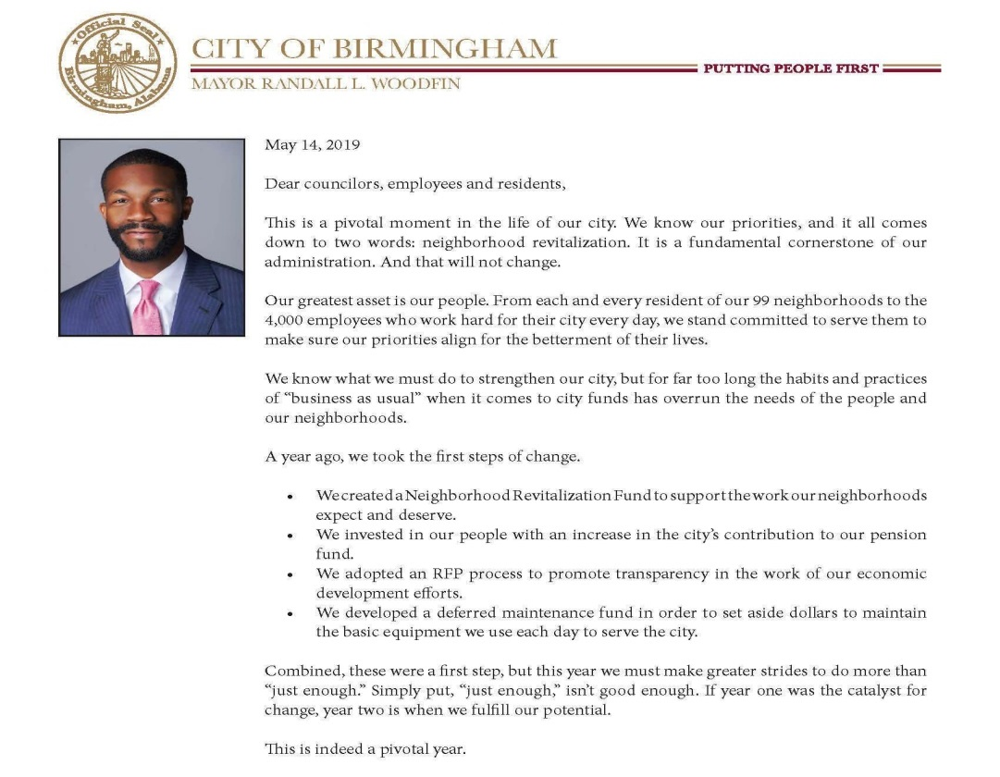 Official Seal
Birmingham, Alabama
CITY OF BIRMINGHAM
PUTTING PEOPLE FIRST
MAYOR RANDALL L. WOODFIN
May 14, 2019
Dear councilors, employees and residents,
This is a pivotal moment in the life of our city. We know our priorities, and it all comes
down to two words: neighborhood revitalization. It is a fundamental cornerstone of our
administration. And that will not change.
Our greatest asset is our people. From each and every resident of our 99 neighborhoods to the
4,000 employees who work hard for their city every day, we stand committed to serve them to
make sure our priorities align for the betterment of their lives.
We know what we must do to strengthen our city, but for far too long the habits and practices
of “business as usual” when it comes to city funds has overrun the needs of the people and
our neighborhoods.
A year ago, we took the first steps of change.
• We created a Neighborhood Revitalization Fund to support the work our neighborhoods
expect and deserve.
• We invested in our people with an increase in the city’s contribution to our pension
fund.
• We adopted an RFP process to promote transparency in the work of our economic
development efforts.
• We developed a deferred maintenance fund in order to set aside dollars to maintain
the basic equipment we use each day to serve the city.
Combined, these were a first step, but this year we must make greater strides to do more than
“just enough.” Simply put, “just enough,” isn’t good enough. If year one was the catalyst for
change, year two is when we fulfill our potential.
This is indeed a pivotal year.